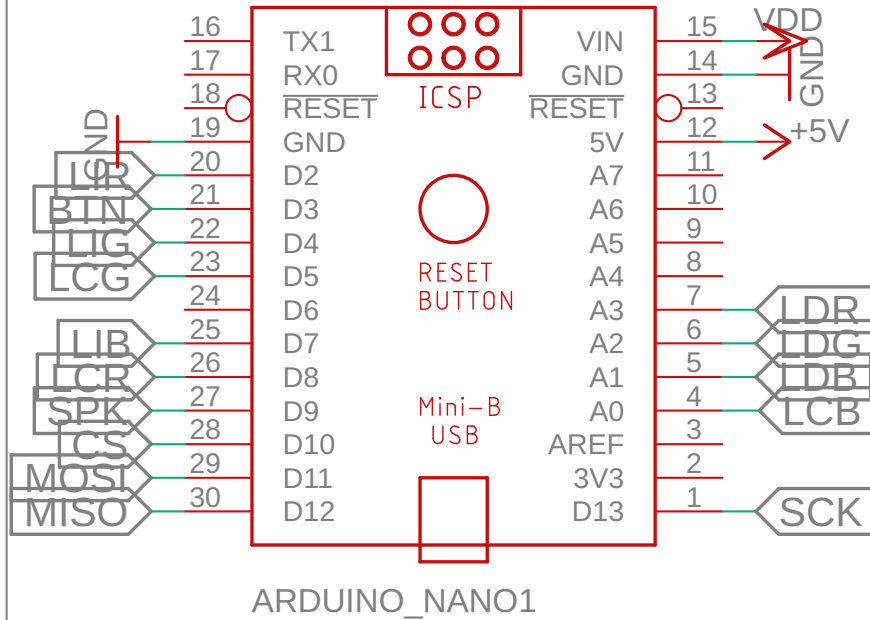 16 TX1 VIN 15 VDD
17 RX0 GND 14 GND
18 RESET ICSP RESET 13
GND 19 GND 5V 12 +5V
LIR 20 D2 A7 11
BTN 21 D3 A6 10
LIG 22 D4 A5 9
LCG 23 D5 RESET A4 8
24 D6 BUTTON A3 7 LDR
LIB 25 D7 A2 6 LDG
LCR 26 D8 A1 5 LDB
SPK 27 D9 Mini-B A0 4 LCB
CS 28 D10 USB AREF 3
MOSI 29 D11 3V3 2
MISO 30 D12 D13 1 SCK
ARDUINO_NANO1